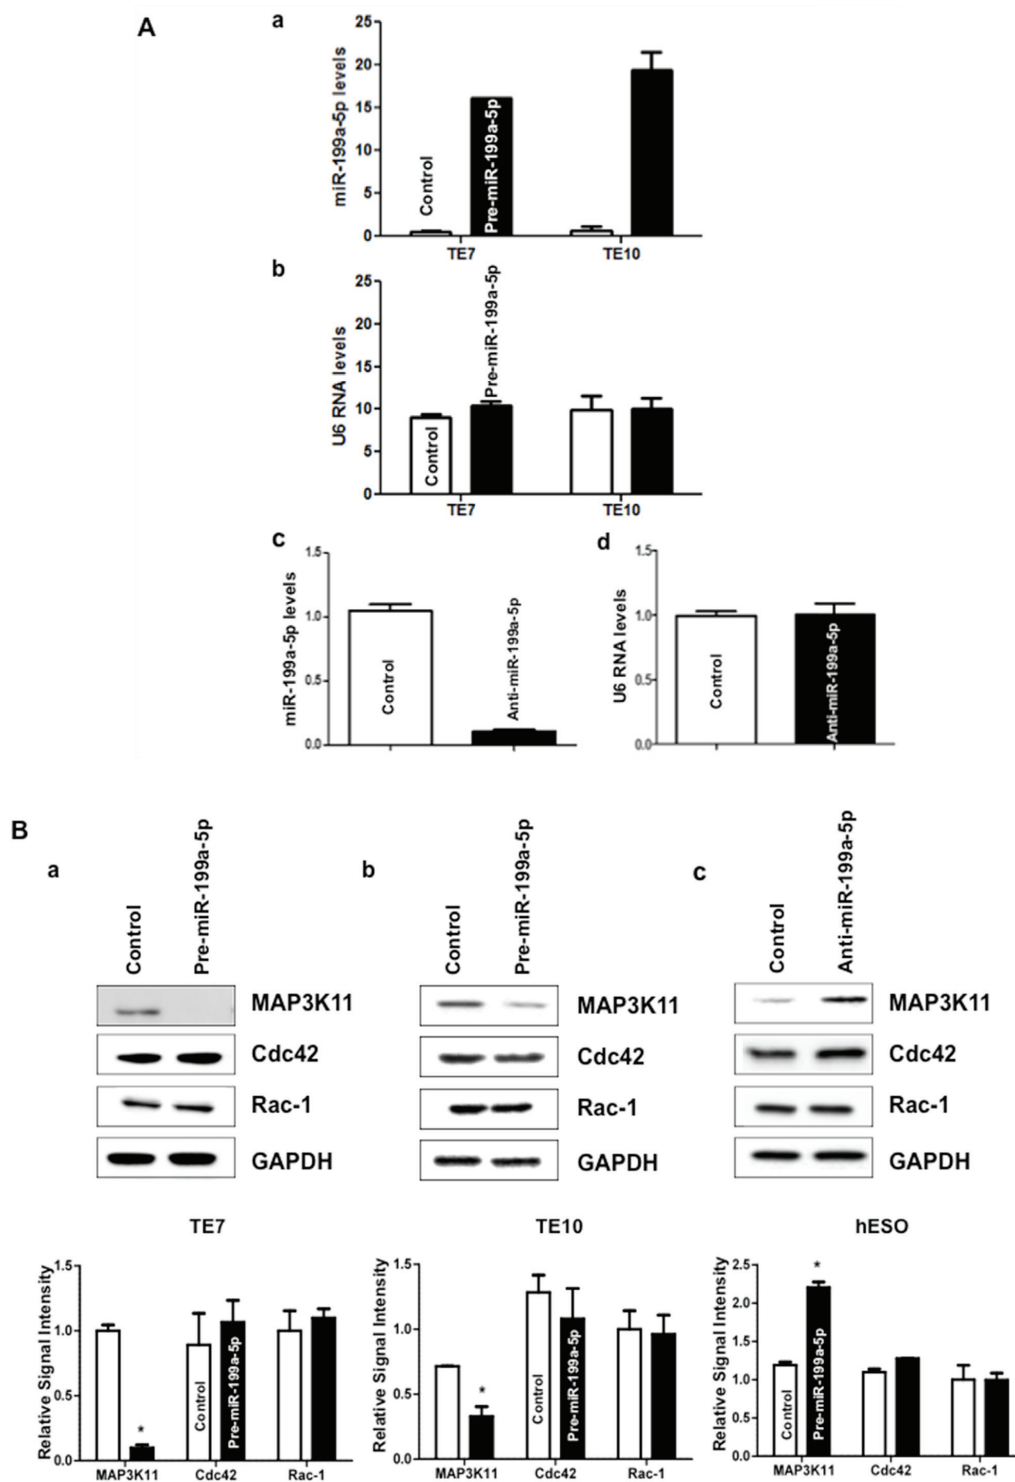 A
a
miR-199a-5p levels
25
20
15
10
5
0
Control
Pre-miR-199a-5p
TE7
TE10
b
U6 RNA levels
25
20
15
10
5
0
Control
Pre-miR-199a-5p
TE7
TE10
c
miR-199a-5p levels
1.5
1.0
0.5
0.0
Control
Anti-miR-199a-5p
d
U6 RNA levels
1.5
1.0
0.5
0.0
Control
Anti-miR-199a-5p
B
a
Control
Pre-miR-199a-5p
MAP3K11
Cdc42
Rac-1
GAPDH
b
Control
Pre-miR-199a-5p
MAP3K11
Cdc42
Rac-1
GAPDH
c
Control
Anti-miR-199a-5p
MAP3K11
Cdc42
Rac-1
GAPDH
TE7
Relative Signal Intensity
1.5
1.0
0.5
0.0
*
Control
Pre-miR-199a-5p
MAP3K11
Cdc42
Rac-1
TE10
Relative Signal Intensity
1.5
1.0
0.5
0.0
*
Control
Pre-miR-199a-5p
MAP3K11
Cdc42
Rac-1
hESO
Relative Signal Intensity
2.5
2.0
1.5
1.0
0.5
0.0
*
Control
Pre-miR-199a-5p
MAP3K11
Cdc42
Rac-1